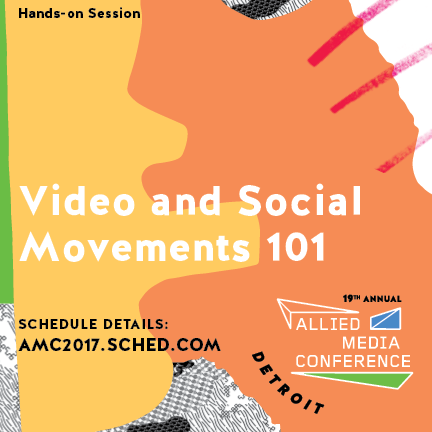 Hands-on Session
Video and Social
Movements 101
SCHEDULE DETAILS:
AMC2017.SCHED.COM
19TH ANNUAL
ALLIED
MEDIA
CONFERENCE
DETROIT